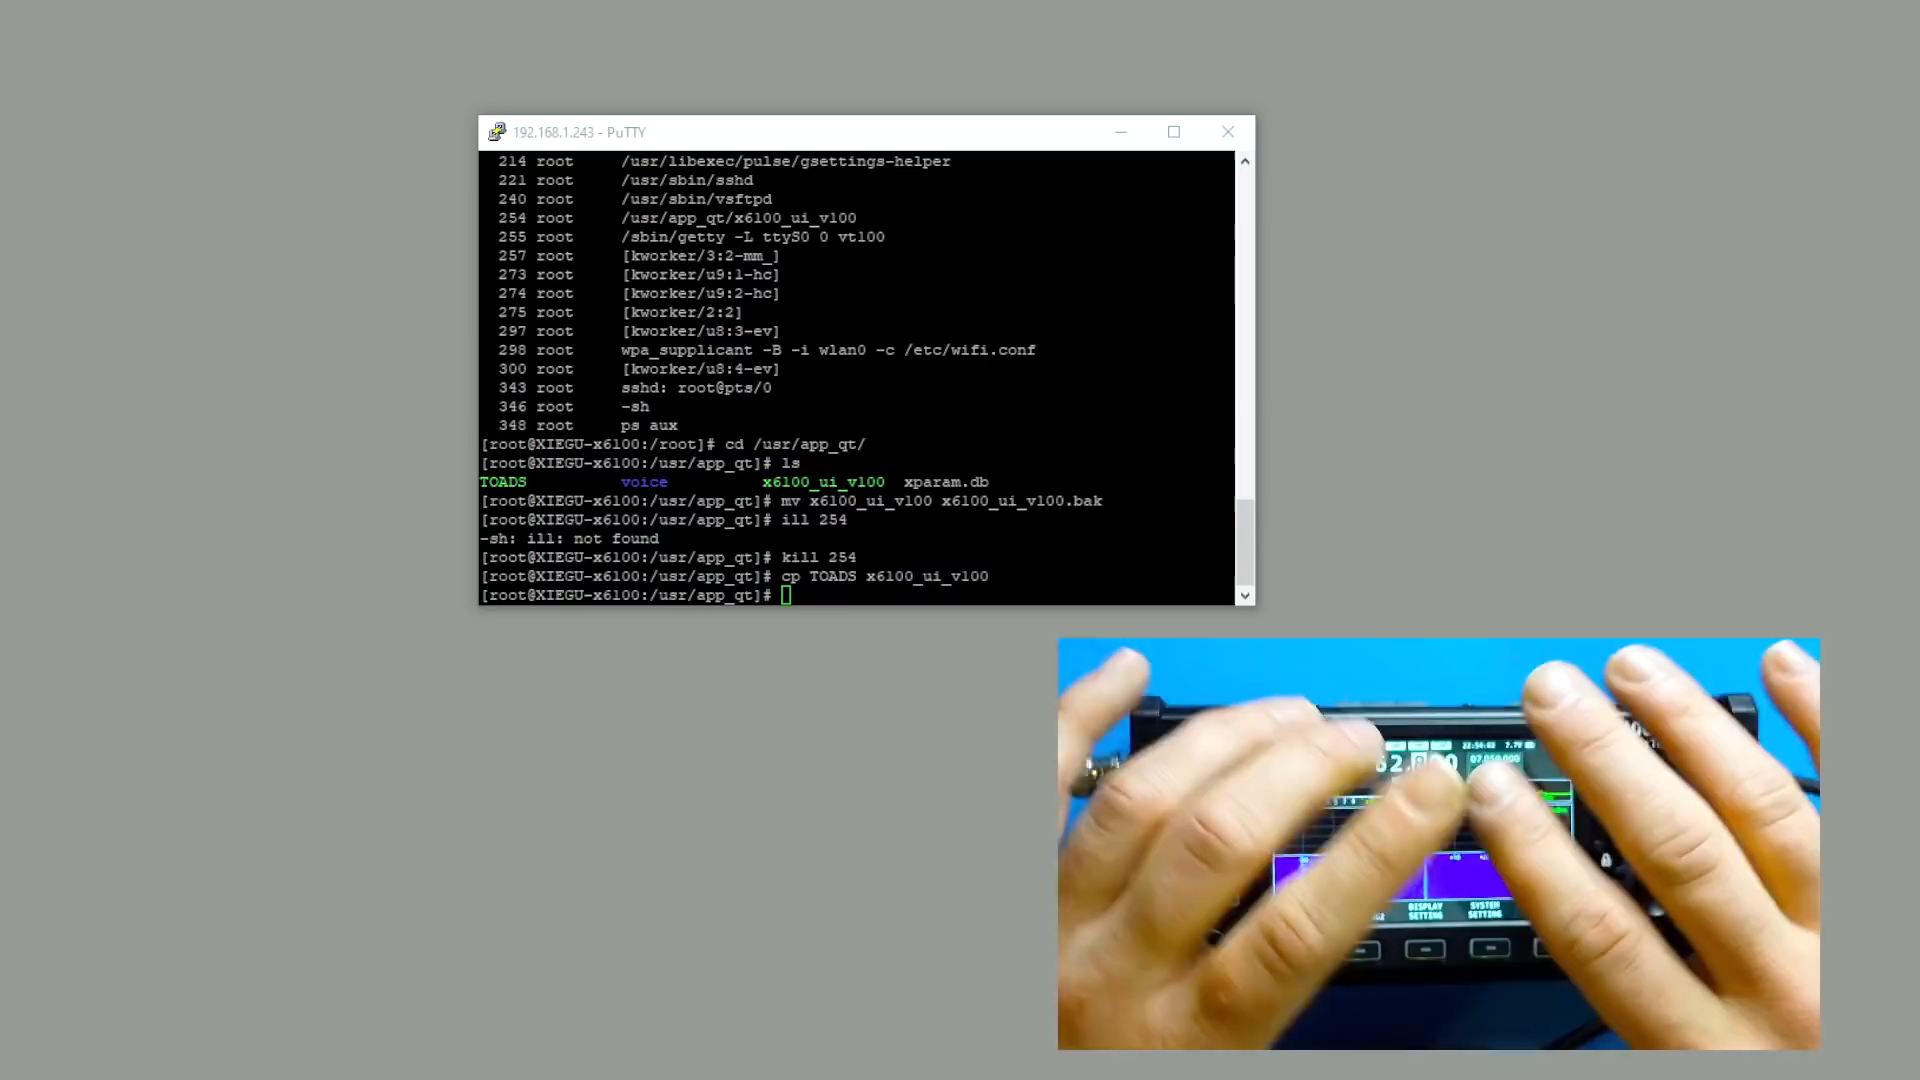 192.168.1.243 - PuTTY
214 root /usr/libexec/pulse/gsettings-helper
221 root /usr/sbin/sshd
240 root /usr/sbin/vsftpd
254 root /usr/app_qt/x6100_ui_v100
255 root /sbin/getty -L ttyS0 0 vt100
257 root [kworker/3:2-mm_]
273 root [kworker/u9:1-hc]
274 root [kworker/u9:2-hc]
275 root [kworker/2:2]
297 root [kworker/u8:3-ev]
298 root wpa_supplicant -B -i wlan0 -c /etc/wifi.conf
300 root [kworker/u8:4-ev]
343 root sshd: root@pts/0
346 root -sh
348 root ps aux
[root@XIEGU-x6100:/root]# cd /usr/app_qt/
[root@XIEGU-x6100:/usr/app_qt]# ls
TOADS voice x6100_ui_v100 xparam.db
[root@XIEGU-x6100:/usr/app_qt]# mv x6100_ui_v100 x6100_ui_v100.bak
[root@XIEGU-x6100:/usr/app_qt]# ill 254
-sh: ill: not found
[root@XIEGU-x6100:/usr/app_qt]# kill 254
[root@XIEGU-x6100:/usr/app_qt]# cp TOADS x6100_ui_v100
[root@XIEGU-x6100:/usr/app_qt]#
DISPLAY SYSTEM
SETTING SETTING